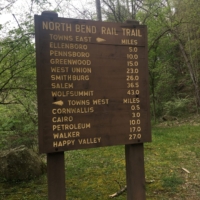 NORTH BEND RAIL TRAIL
TOWNS EAST MILES
ELLENBORO 5.0
PENNSBORO 10.0
GREENWOOD 15.0
WEST UNION 23.0
SMITHBURG 26.0
SALEM 36.5
WOLFSUMMIT 43.0
TOWNS WEST MILES
CORNWALLIS 0.5
CAIRO 3.0
PETROLEUM 10.0
WALKER 17.0
HAPPY VALLEY 27.0